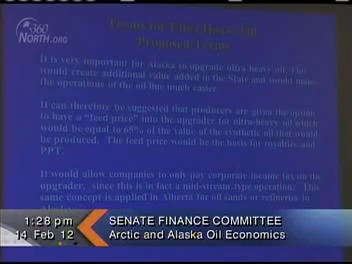 360
NORTH.ORG
Terms for Ultra Heavy Oil
Proposed Terms
It is very important for Alaska to upgrade ultra heavy oil. This
would create additional value added in the State and would make
the operations of the oil line much easier.
It can therefore be suggested that producers are given the option
to have a "feed price" into the upgrader for ultra-heavy oil which
would be equal to 65% of the value of the synthetic oil that would
be produced. The feed price would be the basis for royalties and
PPT.
It would allow companies to only pay corporate income tax on the
upgrader, since this is in fact a mid-stream type operation. This
same concept is applied in Alberta for oil sands or refineries in
Alaska.
1:28 pm
14 Feb 12
SENATE FINANCE COMMITTEE
Arctic and Alaska Oil Economics